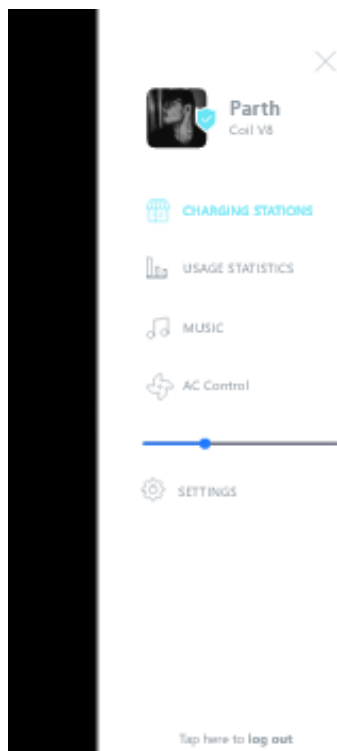 Parth
Coil V8
CHARGING STATIONS
USAGE STATISTICS
MUSIC
AC Control
SETTINGS
Tap here to log out